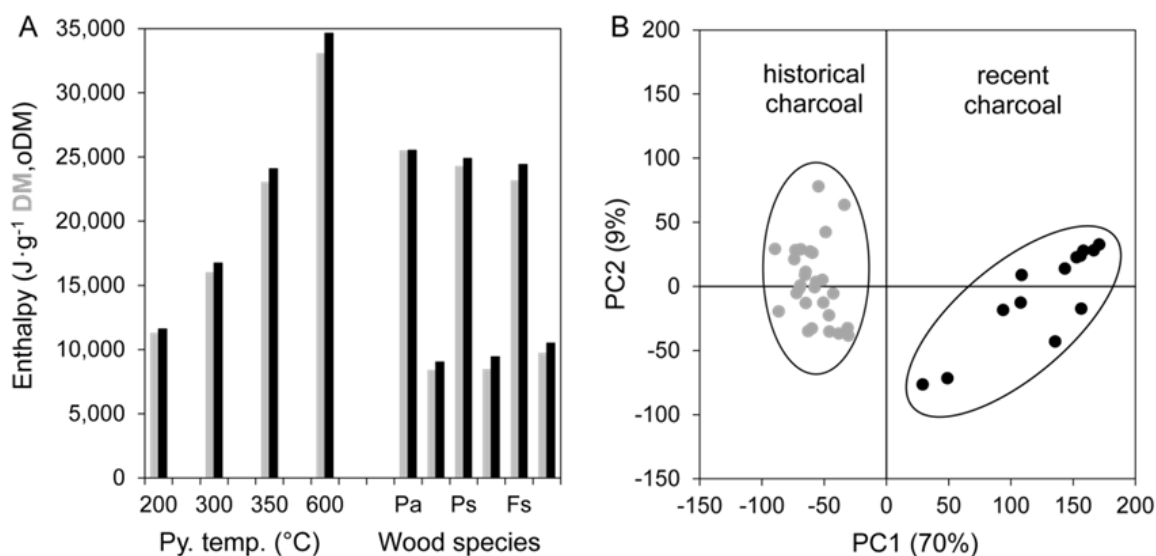 A
Enthalpy (J·g⁻¹ DM,oDM)
35,000
30,000
25,000
20,000
15,000
10,000
5,000
0
200 300 350 600 Pa Ps Fs
Py. temp. (°C) Wood species
B
PC2 (9%)
200
150
100
50
0
-50
-100
-150
historical
charcoal
recent
charcoal
-150 -100 -50 0 50 100 150 200
PC1 (70%)